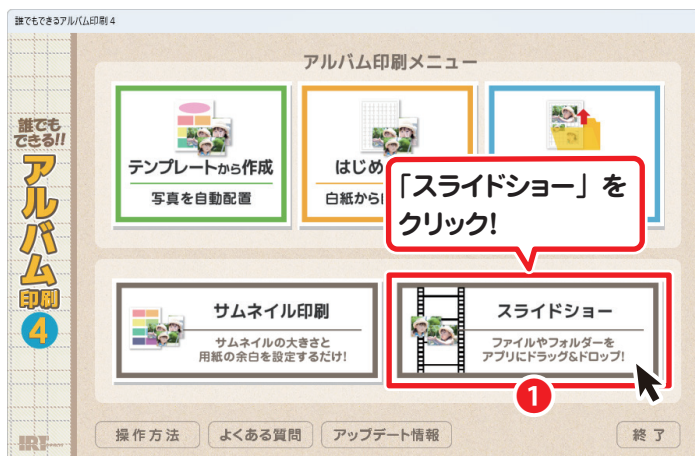 誰でもできるアルバム印刷 4
アルバム印刷メニュー
誰でも
できる!!
アルバム
印刷
4
テンプレートから作成
写真を自動配置
はじめ
白紙から
「スライドショー」を
クリック!
サムネイル印刷
サムネイルの大きさと
用紙の余白を設定するだけ!
スライドショー
ファイルやフォルダーを
アプリにドラッグ&ドロップ!
1
操作方法
よくある質問
アップデート情報
終了
IRT